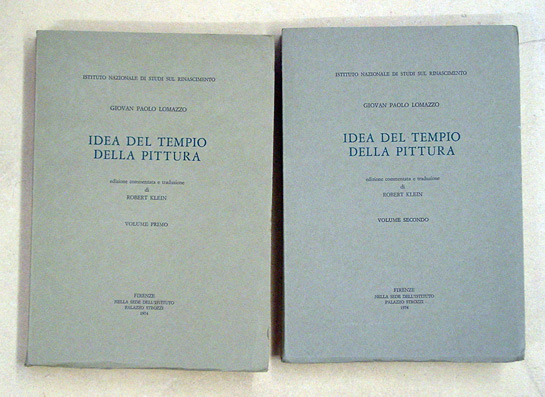 ISTITUTO NAZIONALE DI STUDI SUL RINASCIMENTO
GIOVAN PAOLO LOMAZZO
IDEA DEL TEMPIO
DELLA PITTURA
edizione commentata e traduzione
di
ROBERT KLEIN
VOLUME PRIMO
FIRENZE
NELLA SEDE DELL'ISTITUTO
PALAZZO STROZZI
1974
ISTITUTO NAZIONALE DI STUDI SUL RINASCIMENTO
GIOVAN PAOLO LOMAZZO
IDEA DEL TEMPIO
DELLA PITTURA
edizione commentata e traduzione
di
ROBERT KLEIN
VOLUME SECONDO
FIRENZE
NELLA SEDE DELL'ISTITUTO
PALAZZO STROZZI
1974